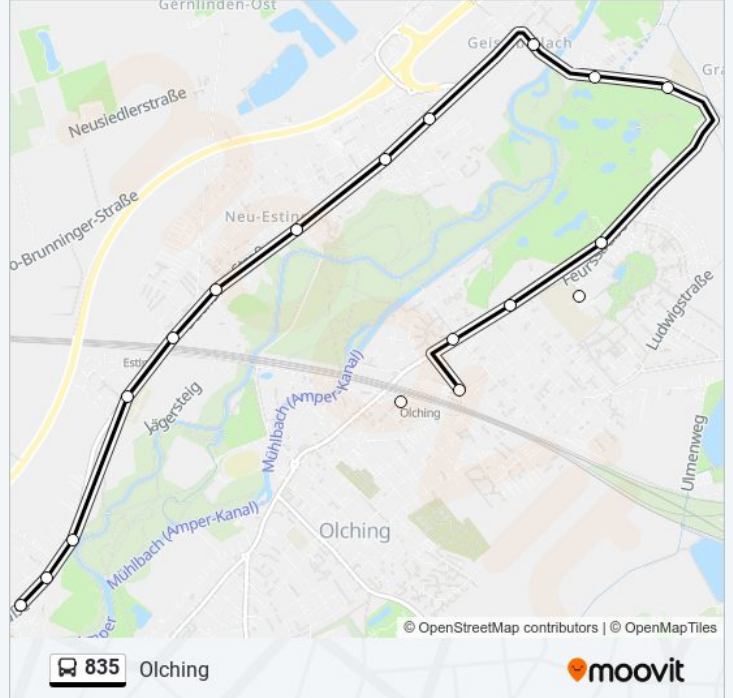 Gernlinden-Ost
Neusiedlerstraße
o-Brunninger-Straße
Neu-Esting
Feurss
Ludwigstraße
Jägersteig
Mühlbach (Amper-Kanal)
Olching
Ulmenweg
Mühlbach (Amper-Kanal)
Olching
© OpenStreetMap contributors | © OpenMapTiles
835 Olching
moovit